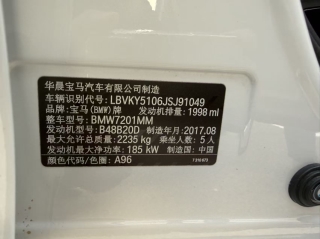 华晨宝马汽车有限公司制造
车辆识别代号: LBVKY5106JSJ91049
品牌: 宝马(BMW)牌 发动机排量: 1998 ml
整车型号: BMW7201MM
发动机型号: B48B20D 制造年月: 2017.08
最大允许总质量: 2235 kg 乘坐人数: 5 人
发动机最大净功率: 185 kW 制造国: 中国
颜色代号/色圈: A96